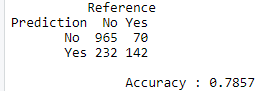 Reference
Prediction No Yes
No 965 70
Yes 232 142
Accuracy : 0.7857